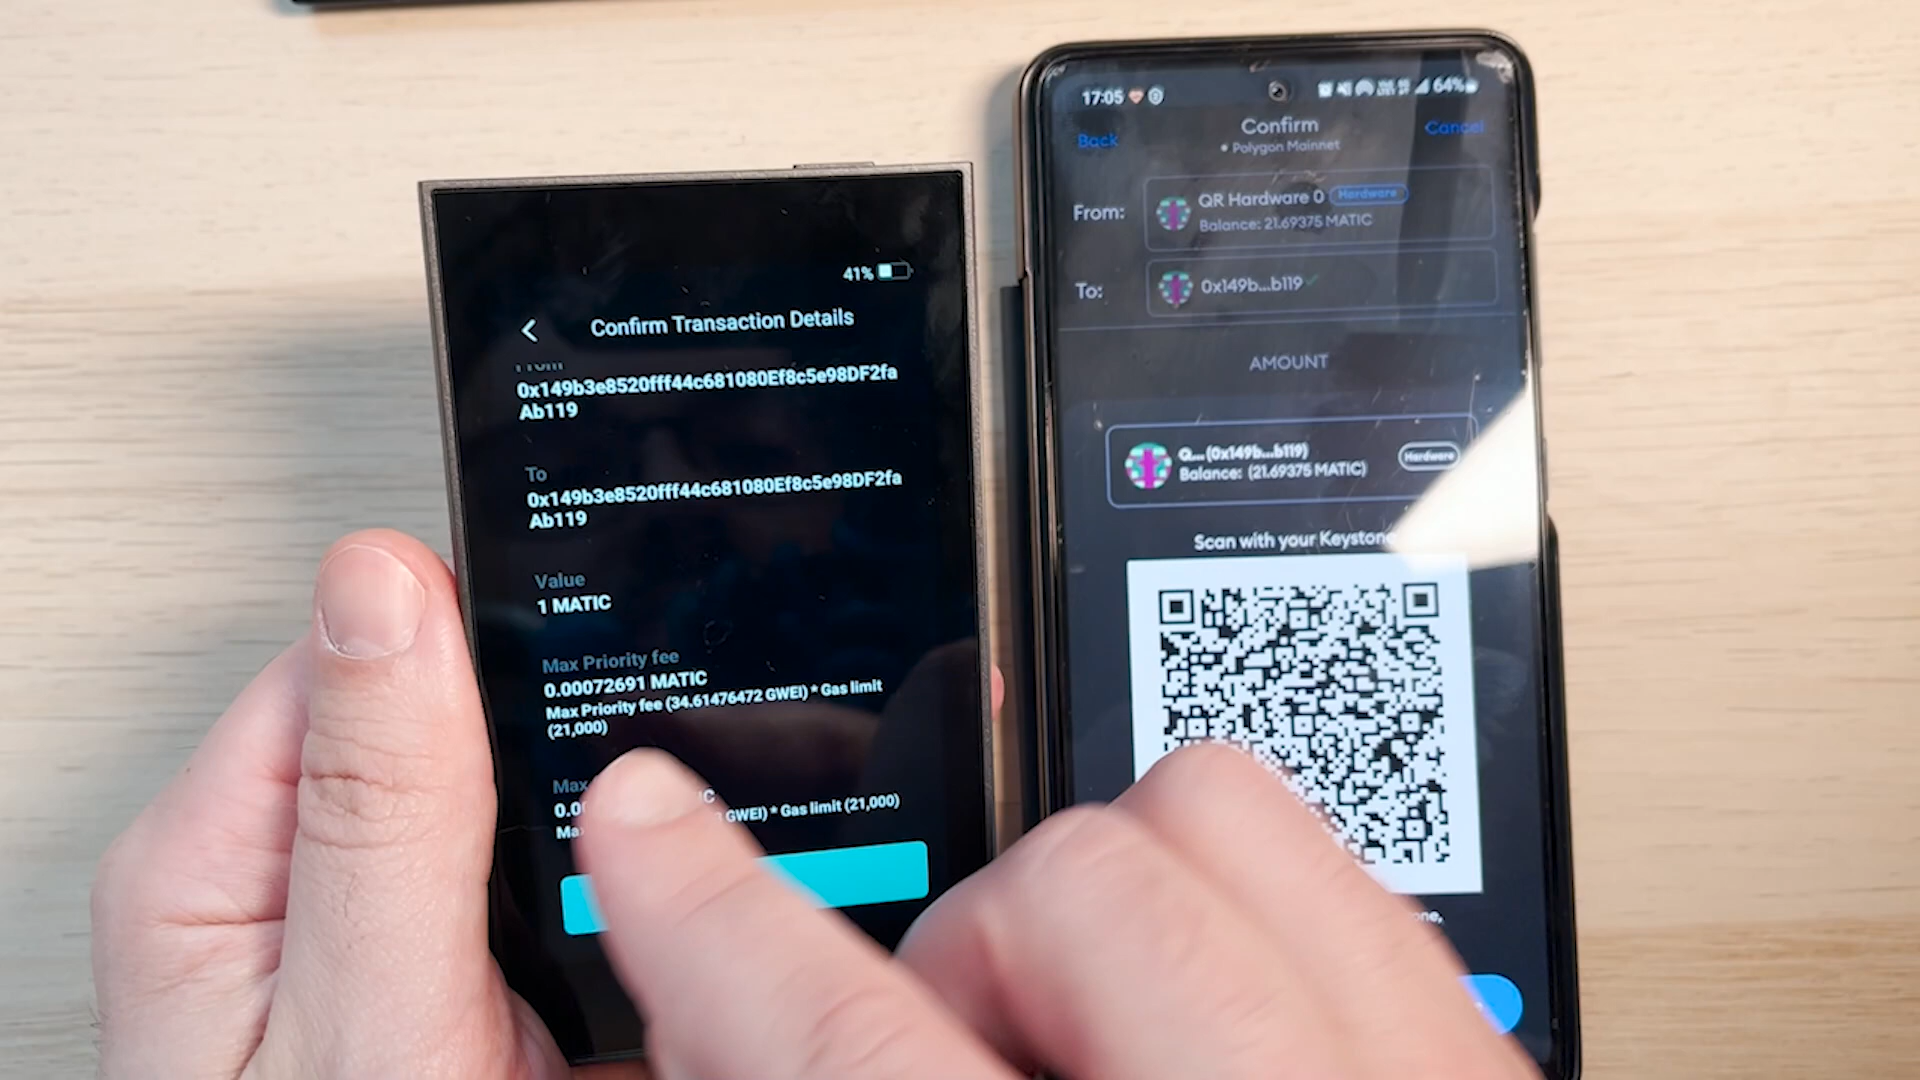 41%
Confirm Transaction Details
From
0x149b3e8520fff44c681080Ef8c5e98DF2fa
Ab119
To
0x149b3e8520fff44c681080Ef8c5e98DF2fa
Ab119
Value
1 MATIC
Max Priority fee
0.00072691 MATIC
Max Priority fee (34.61476472 GWEI) * Gas limit
(21,000)
Max
GWEI) * Gas limit (21,000)
17:05
64%
Back
Confirm
Cancel
Polygon Mainnet
From:
QR Hardware 0
Hardware
Balance: 21.69375 MATIC
To:
0x149b...b119
AMOUNT
Q... (0x149b...b119)
Hardware
Balance: (21.69375 MATIC)
Scan with your Keystone